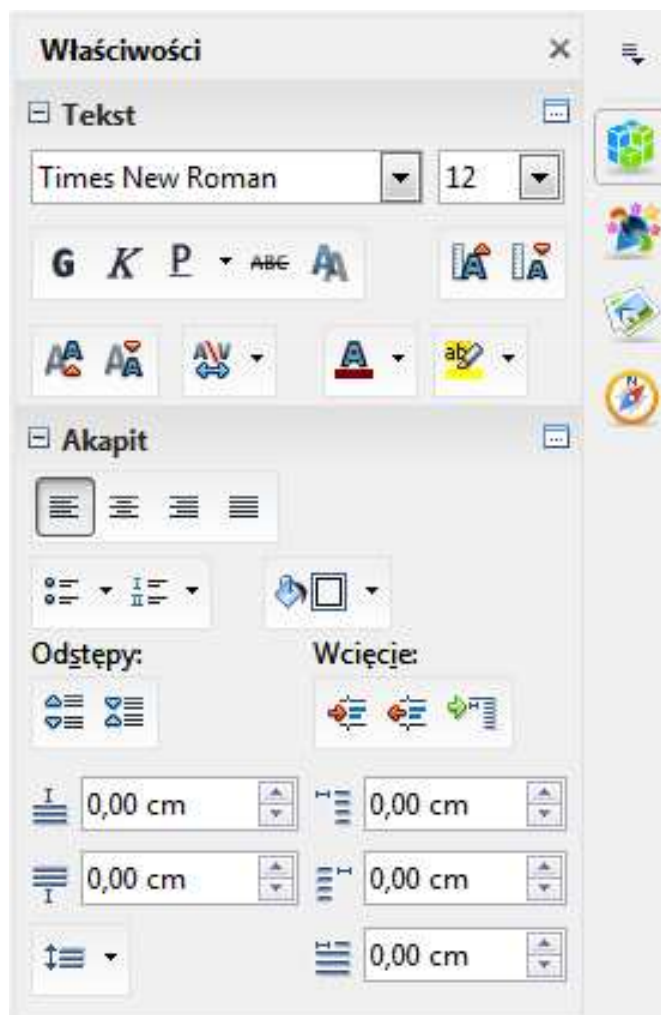 Właściwości
Tekst
Times New Roman 12
G K P ABC
Akapit
Odstępy: Wcięcie:
0,00 cm 0,00 cm
0,00 cm 0,00 cm
0,00 cm